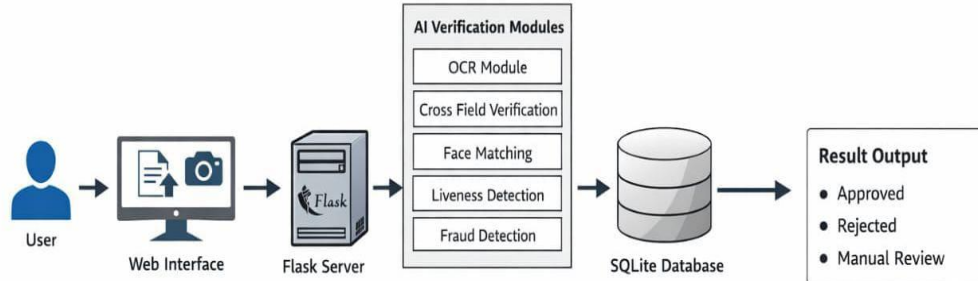 AI Verification Modules
OCR Module
Cross Field Verification
Face Matching
Liveness Detection
Fraud Detection
User
Web Interface
Flask
Flask Server
SQLite Database
Result Output
• Approved
• Rejected
• Manual Review